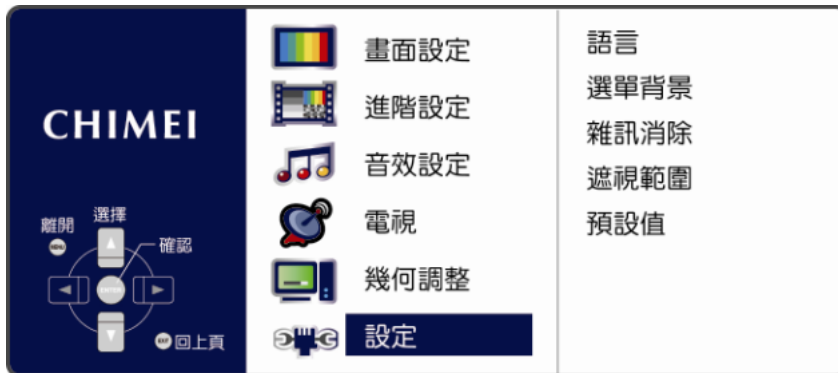 CHIMEI
離開
選擇
MENU
確認
ENTER
EXIT
回上頁
畫面設定
進階設定
音效設定
電視
幾何調整
設定
語言
選單背景
雜訊消除
遮視範圍
預設值